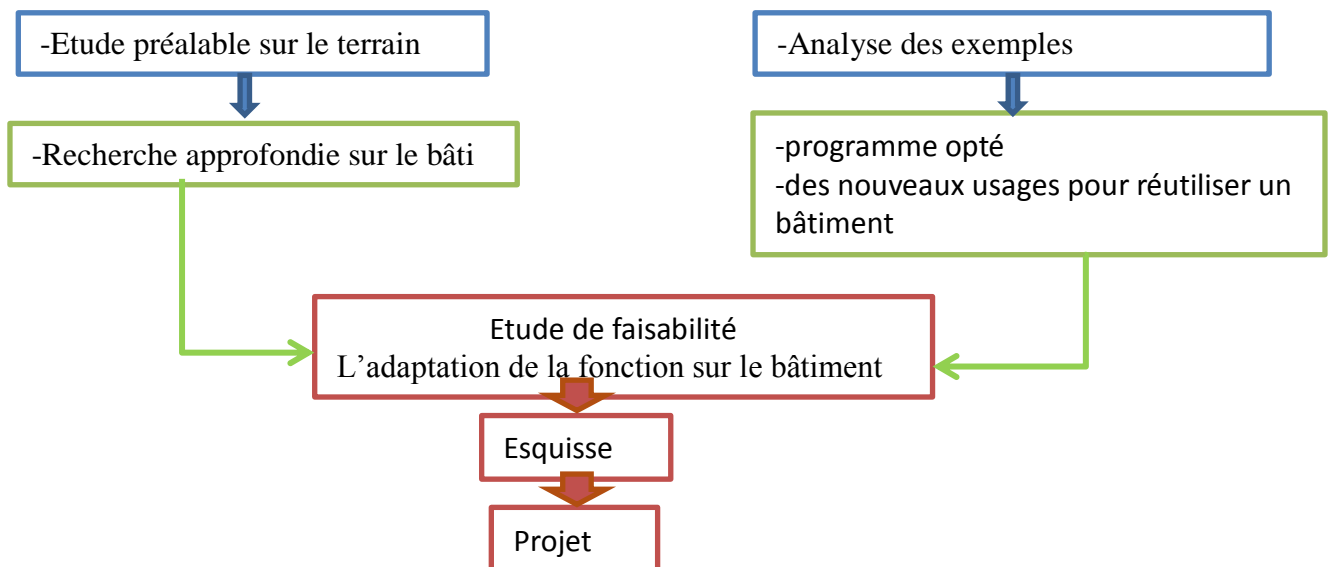 -Etude préalable sur le terrain
-Recherche approfondie sur le bâti
-Analyse des exemples
-programme opté
-des nouveaux usages pour réutiliser un
bâtiment
Etude de faisabilité
L’adaptation de la fonction sur le bâtiment
Esquisse
Projet